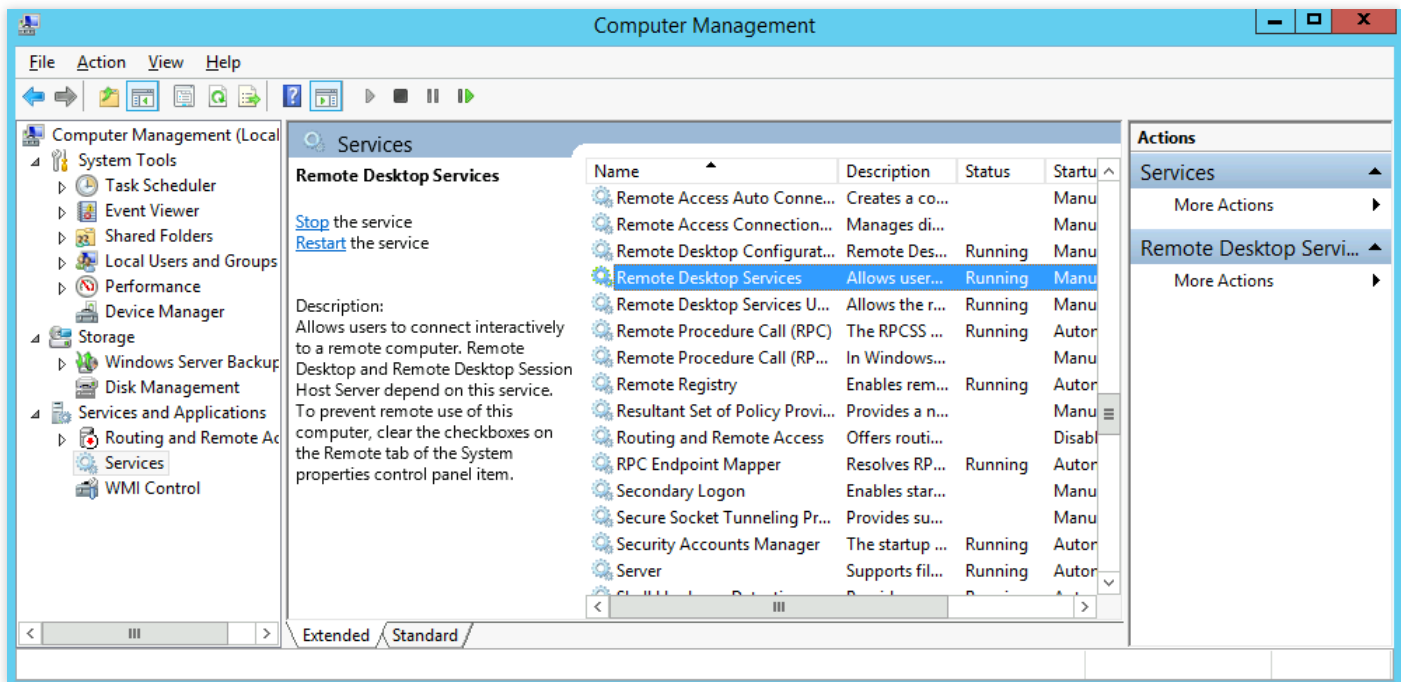 Computer Management
File Action View Help
Computer Management (Local
System Tools
Task Scheduler
Event Viewer
Shared Folders
Local Users and Groups
Performance
Device Manager
Storage
Windows Server Backup
Disk Management
Services and Applications
Routing and Remote Ac
Services
WMI Control
Services
Remote Desktop Services
Stop the service
Restart the service
Description:
Allows users to connect interactively
to a remote computer. Remote
Desktop and Remote Desktop Session
Host Server depend on this service.
To prevent remote use of this
computer, clear the checkboxes on
the Remote tab of the System
properties control panel item.
Name Description Status Startu
Remote Access Auto Conne... Creates a co... Manu
Remote Access Connection... Manages di... Manu
Remote Desktop Configurat... Remote Des... Running Manu
Remote Desktop Services Allows user... Running Manu
Remote Desktop Services U... Allows the r... Running Manu
Remote Procedure Call (RPC) The RPCSS ... Running Autor
Remote Procedure Call (RP... In Windows... Manu
Remote Registry Enables rem... Running Autor
Resultant Set of Policy Provi... Provides a n... Manu
Routing and Remote Access Offers routi... Disabl
RPC Endpoint Mapper Resolves RP... Running Autor
Secondary Logon Enables star... Manu
Secure Socket Tunneling Pr... Provides su... Manu
Security Accounts Manager The startup ... Running Autor
Server Supports fil... Running Autor
Extended Standard
Actions
Services
More Actions
Remote Desktop Servi...
More Actions